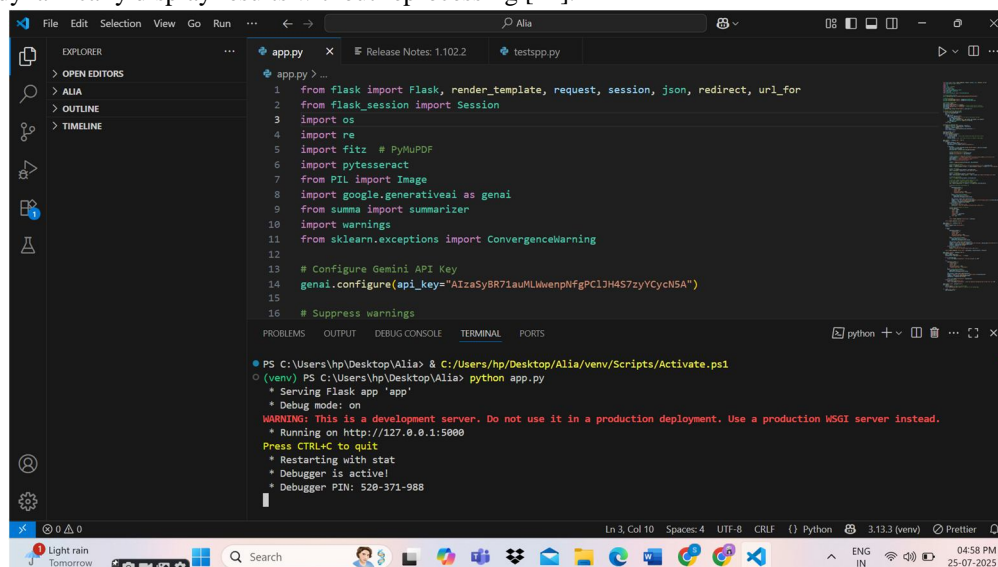 File Edit Selection View Go Run ... Alia
EXPLORER ...
OPEN EDITORS
ALIA
OUTLINE
TIMELINE
app.py Release Notes: 1.102.2 testspp.py
app.py > ...
1 from flask import Flask, render_template, request, session, json, redirect, url_for
2 from flask_session import Session
3 import os
4 import re
5 import fitz # PyMuPDF
6 import pytesseract
7 from PIL import Image
8 import google.generativeai as genai
9 from summa import summarizer
10 import warnings
11 from sklearn.exceptions import ConvergenceWarning
12
13 # Configure Gemini API Key
14 genai.configure(api_key="AIzaSyBR71auMLWwenpNfgPClJH4S7zyYCycN5A")
15
16 # Suppress warnings
PROBLEMS OUTPUT DEBUG CONSOLE TERMINAL PORTS python
PS C:\Users\hp\Desktop\Alia> & C:/Users/hp/Desktop/Alia/venv/Scripts/Activate.ps1
(venv) PS C:\Users\hp\Desktop\Alia> python app.py
* Serving Flask app 'app'
* Debug mode: on
WARNING: This is a development server. Do not use it in a production deployment. Use a production WSGI server instead.
* Running on http://127.0.0.1:5000
Press CTRL+C to quit
* Restarting with stat
* Debugger is active!
* Debugger PIN: 520-371-988
0 0 Ln 3, Col 10 Spaces: 4 UTF-8 CRLF {} Python 3.13.3 (venv) Prettier
1 Light rain Tomorrow Search ENG IN 04:58 PM 25-07-2025